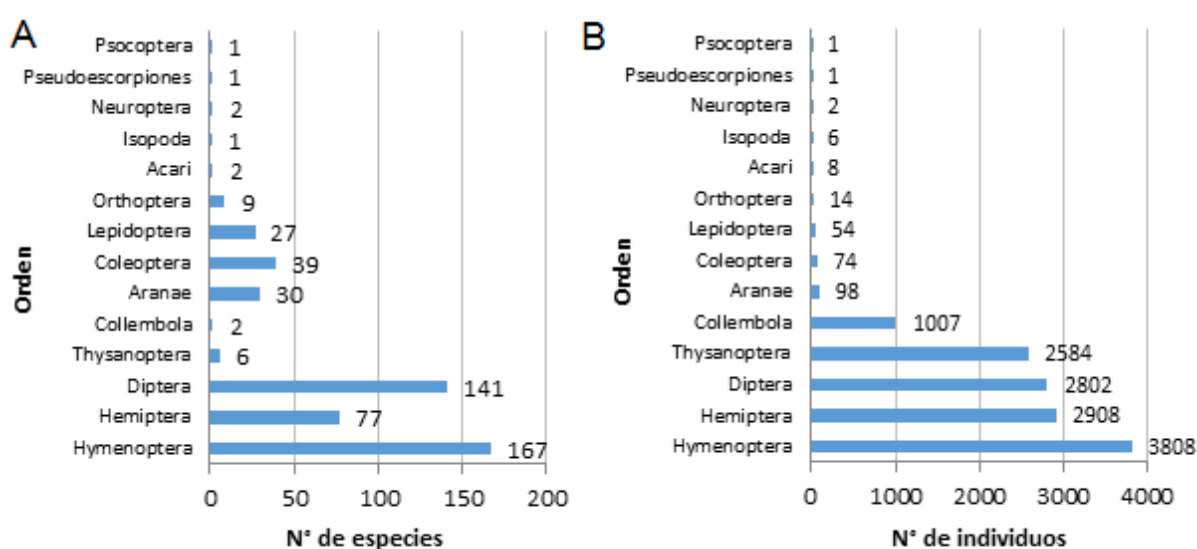 A
Orden
Psocoptera 1
Pseudoescorpiones 1
Neuroptera 2
Isopoda 1
Acari 2
Orthoptera 9
Lepidoptera 27
Coleoptera 39
Aranae 30
Collembola 2
Thysanoptera 6
Diptera 141
Hemiptera 77
Hymenoptera 167
0 50 100 150 200
N° de especies
B
Orden
Psocoptera 1
Pseudoescorpiones 1
Neuroptera 2
Isopoda 6
Acari 8
Orthoptera 14
Lepidoptera 54
Coleoptera 74
Aranae 98
Collembola 1007
Thysanoptera 2584
Diptera 2802
Hemiptera 2908
Hymenoptera 3808
0 1000 2000 3000 4000
N° de individuos